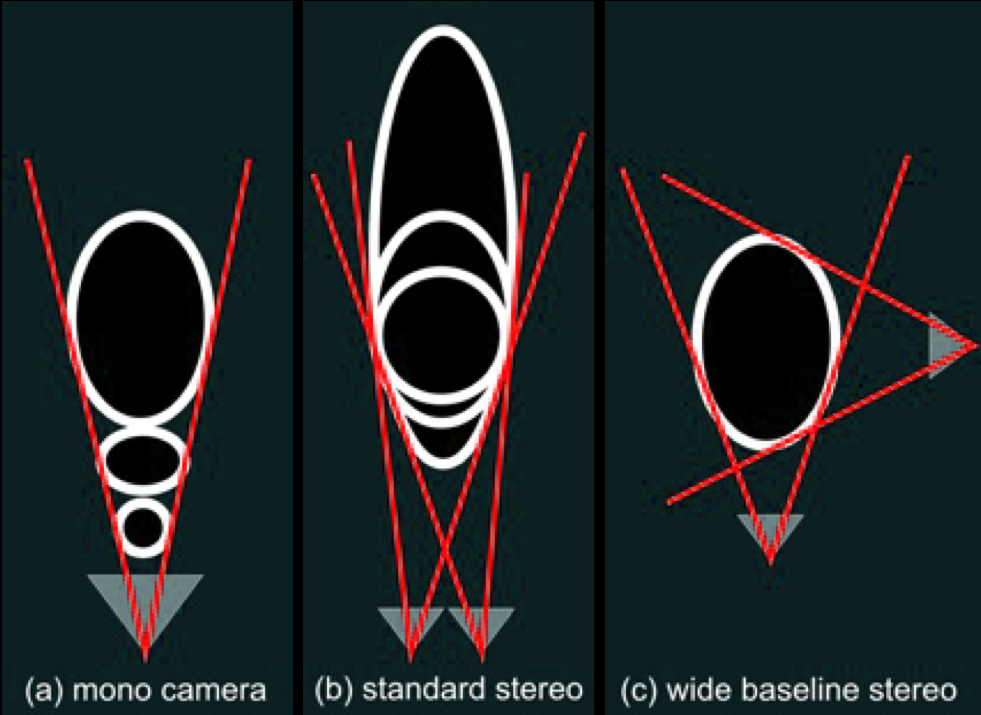 (a) mono camera
(b) standard stereo
(c) wide baseline stereo